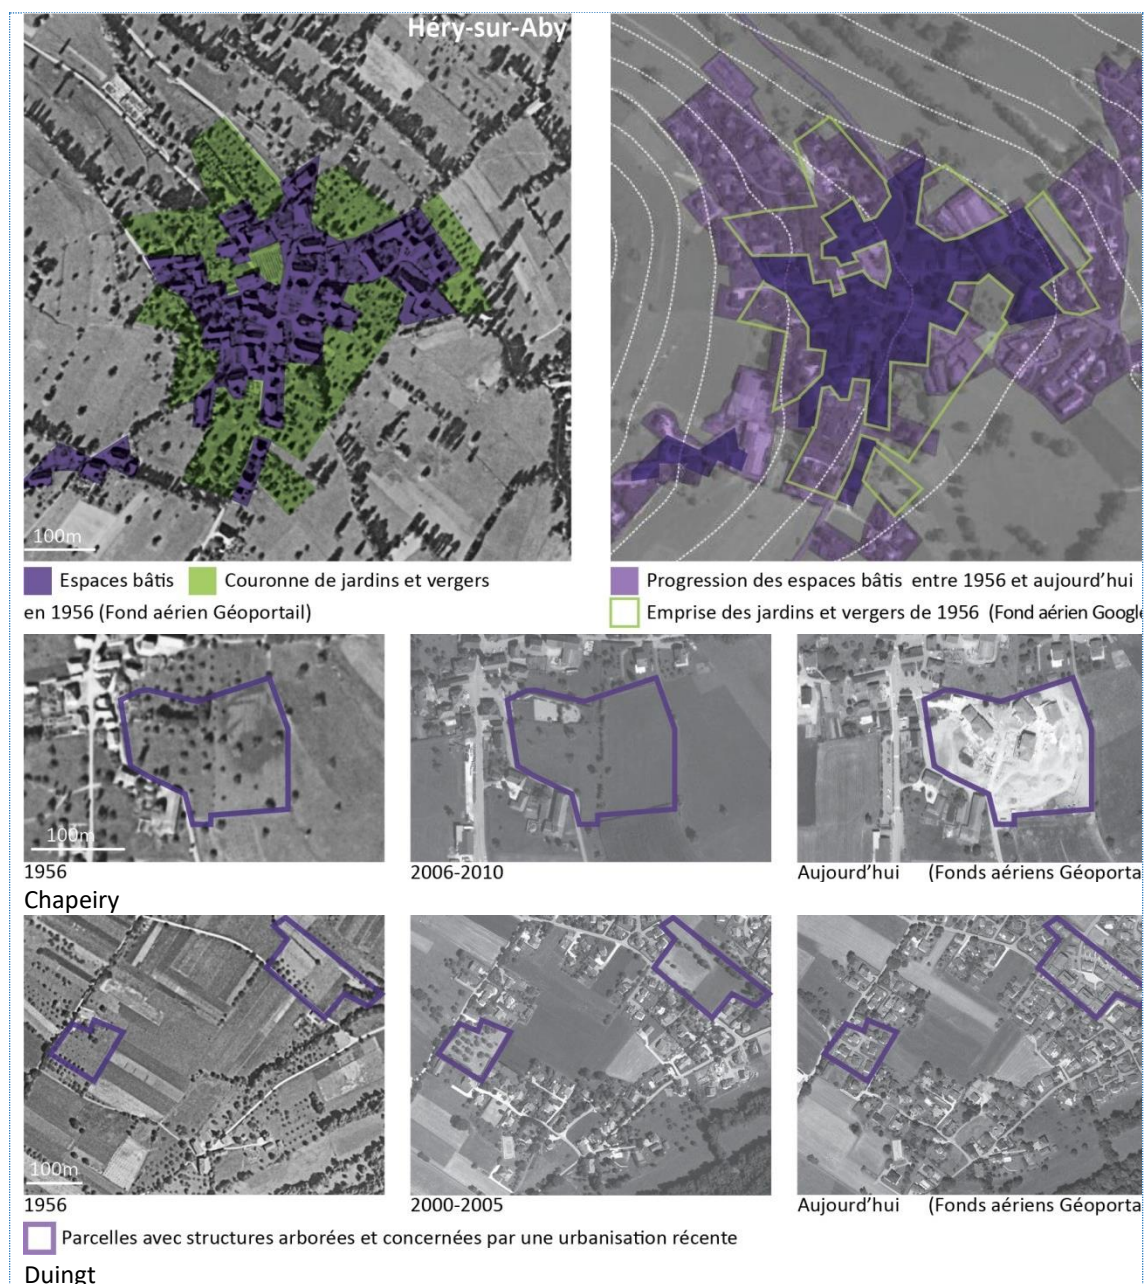 Héry-sur-Aby
100m
Espaces bâtis Couronne de jardins et vergers
en 1956 (Fond aérien Géoportail)
Progression des espaces bâtis entre 1956 et aujourd'hui
Emprise des jardins et vergers de 1956 (Fond aérien Google
100m
1956
2006-2010
Aujourd'hui (Fonds aériens Géoporta
Chapeiry
100m
1956
2000-2005
Aujourd'hui (Fonds aériens Géoporta
Parcelles avec structures arborées et concernées par une urbanisation récente
Duingt